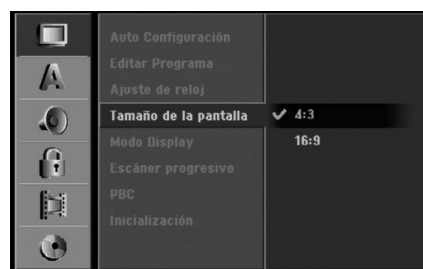 Auto Configuración
Editar Programa
Ajuste de reloj
Tamaño de la pantalla
4:3
Modo Display
16:9
Escáner progresivo
PBC
Inicialización
A